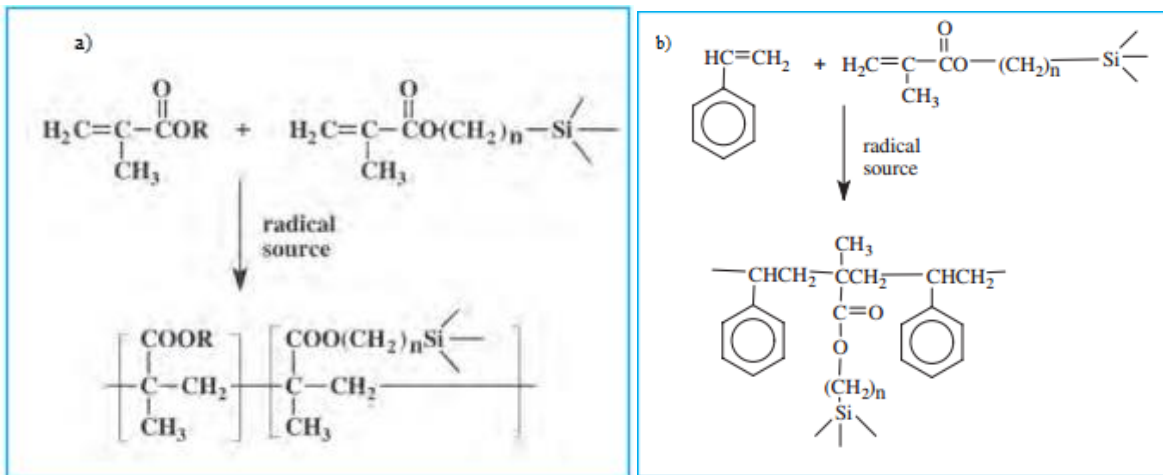 a)
O
H₂C=C-COR + H₂C=C-CO(CH₂)n-Si
CH₃ CH₃
radical
source
COOR COO(CH₂)nSi
C-CH₂ C-CH₂
CH₃ CH₃
b)
O
HC=CH₂ + H₂C=C-CO-(CH₂)n-Si
CH₃
radical
source
CH₃
CHCH₂-CCH₂-CHCH₂
C=O
O
(CH₂)n
Si